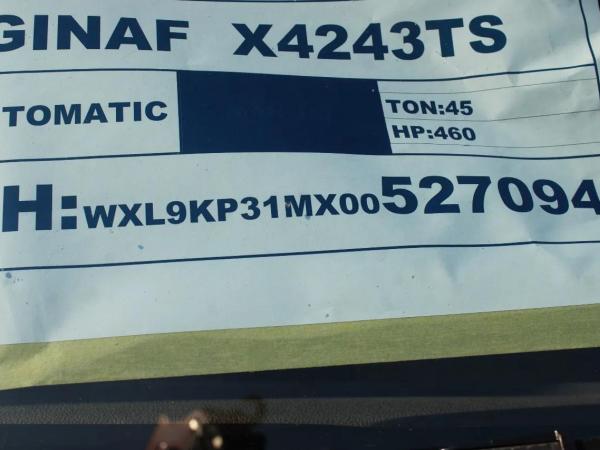 GINAF X4243TS
TOMATIC
TON:45
HP:460
H:WXL9KP31MX00527094